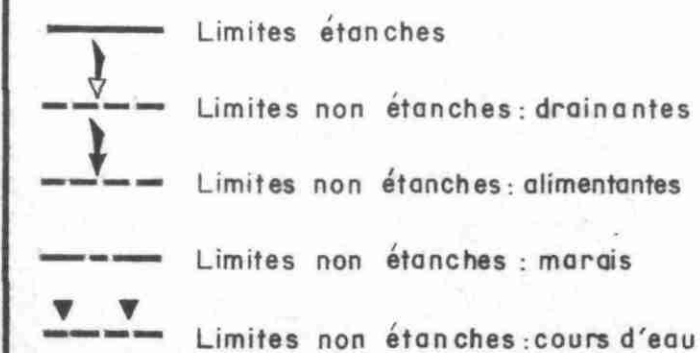 Limites étanches
Limites non étanches : drainantes
Limites non étanches : alimentantes
Limites non étanches : marais
Limites non étanches : cours d'eau